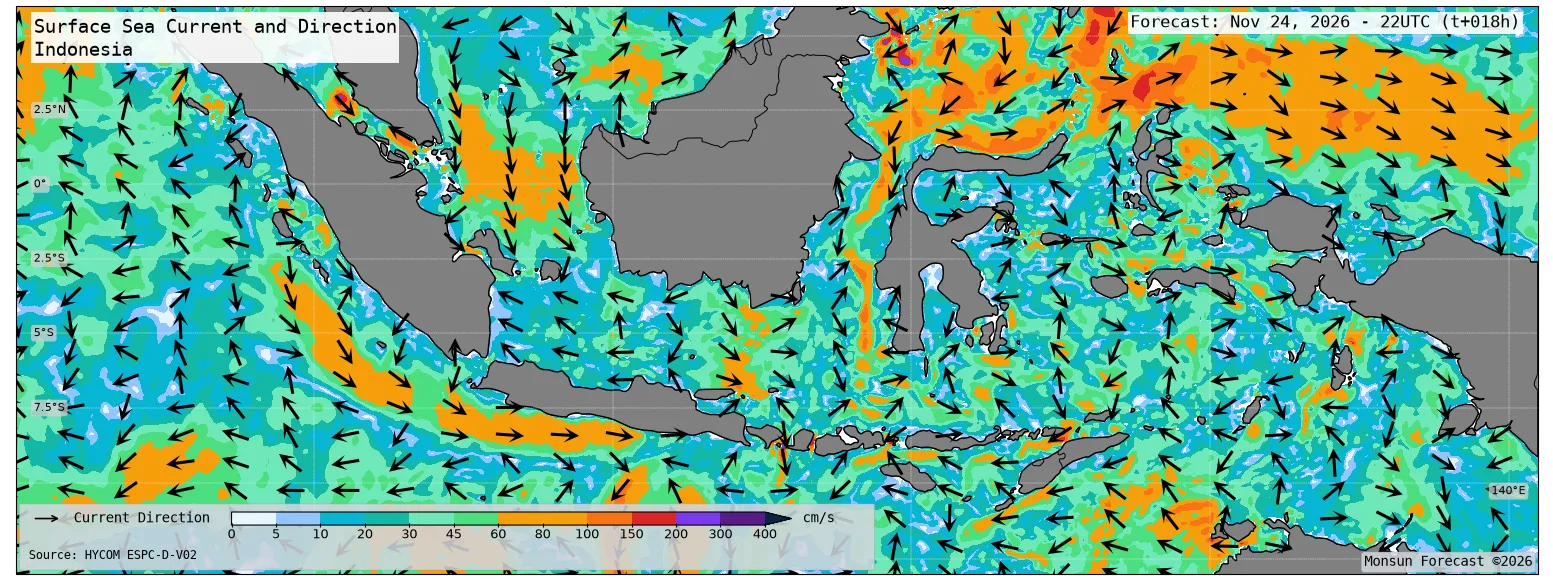 Surface Sea Current and Direction
Indonesia
Forecast: Nov 24, 2026 - 22UTC (t+018h)
2.5°N
0°
2.5°S
5°S
7.5°S
140°E
Current Direction
0 5 10 20 30 45 60 80 100 150 200 300 400 cm/s
Source: HYCOM ESPC-D-V02
Monsun Forecast ©2026